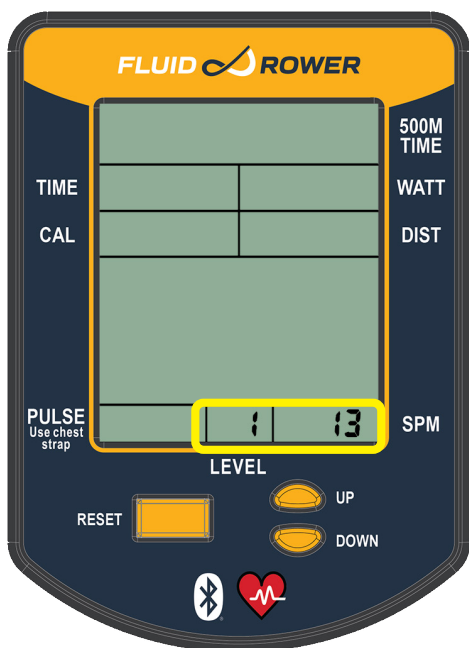 FLUID ROWER
500M
TIME
TIME
WATT
CAL
DIST
PULSE
Use chest
strap
1
13
SPM
LEVEL
RESET
UP
DOWN